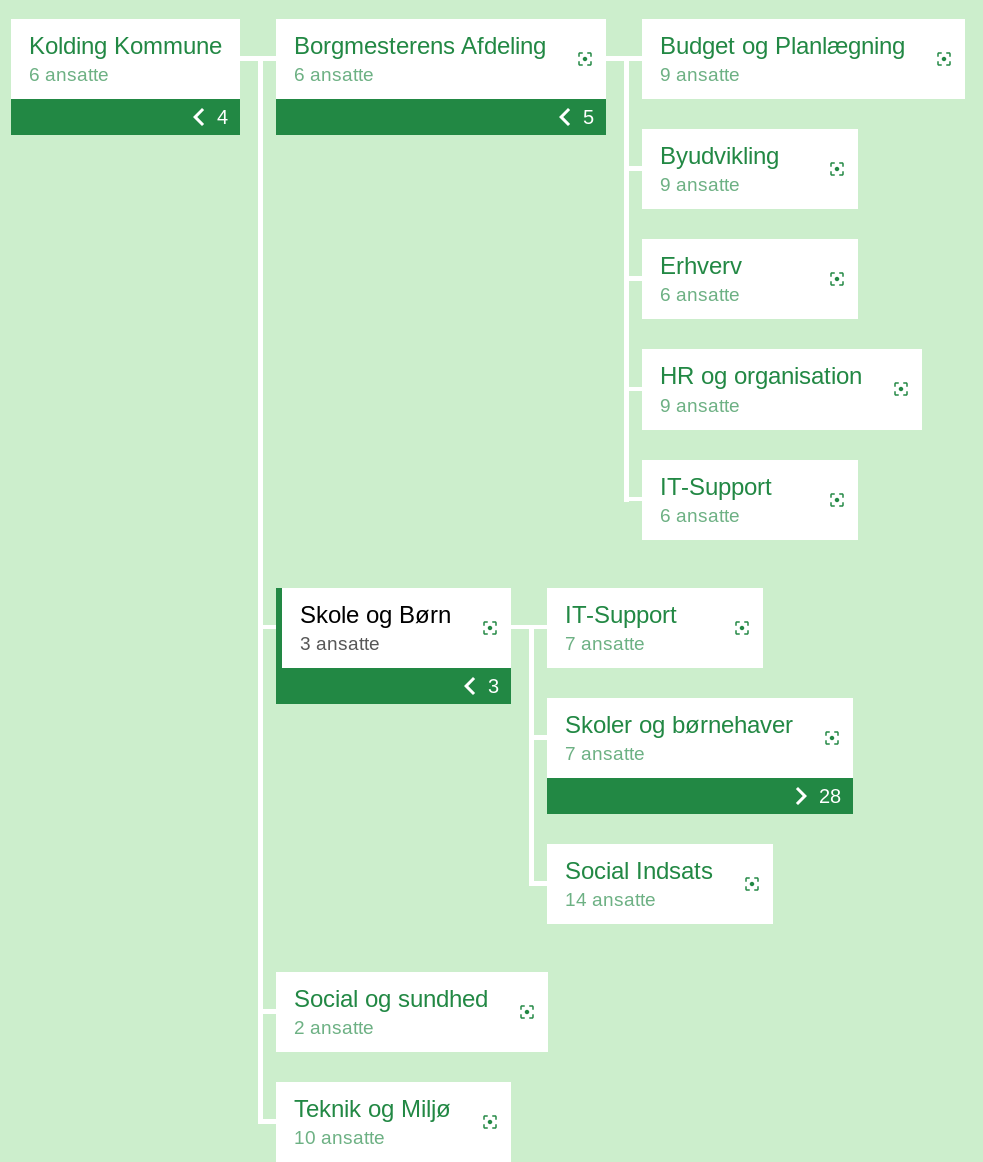 Kolding Kommune
6 ansatte
4
Borgmesterens Afdeling
6 ansatte
5
Budget og Planlægning
9 ansatte
Byudvikling
9 ansatte
Erhverv
6 ansatte
HR og organisation
9 ansatte
IT-Support
6 ansatte
Skole og Børn
3 ansatte
3
IT-Support
7 ansatte
Skoler og børnehaver
7 ansatte
28
Social Indsats
14 ansatte
Social og sundhed
2 ansatte
Teknik og Miljø
10 ansatte